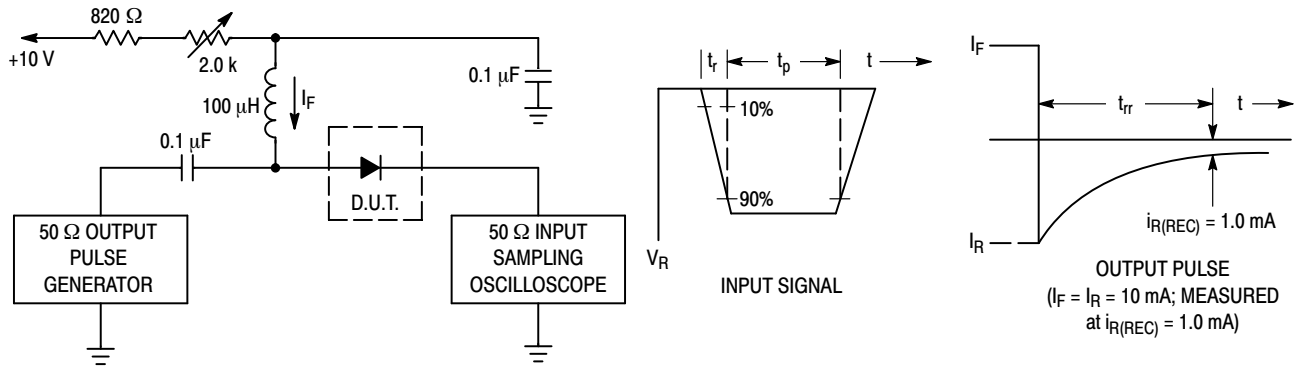 820 Ω
+10 V
2.0 k
100 μH
I_F
0.1 μF
0.1 μF
D.U.T.
50 Ω OUTPUT
PULSE
GENERATOR
50 Ω INPUT
SAMPLING
OSCILLOSCOPE
t_r
t_p
t
10%
90%
V_R
INPUT SIGNAL
I_F
t_rr
t
I_R
i_R(REC) = 1.0 mA
OUTPUT PULSE
(I_F = I_R = 10 mA; MEASURED
at i_R(REC) = 1.0 mA)